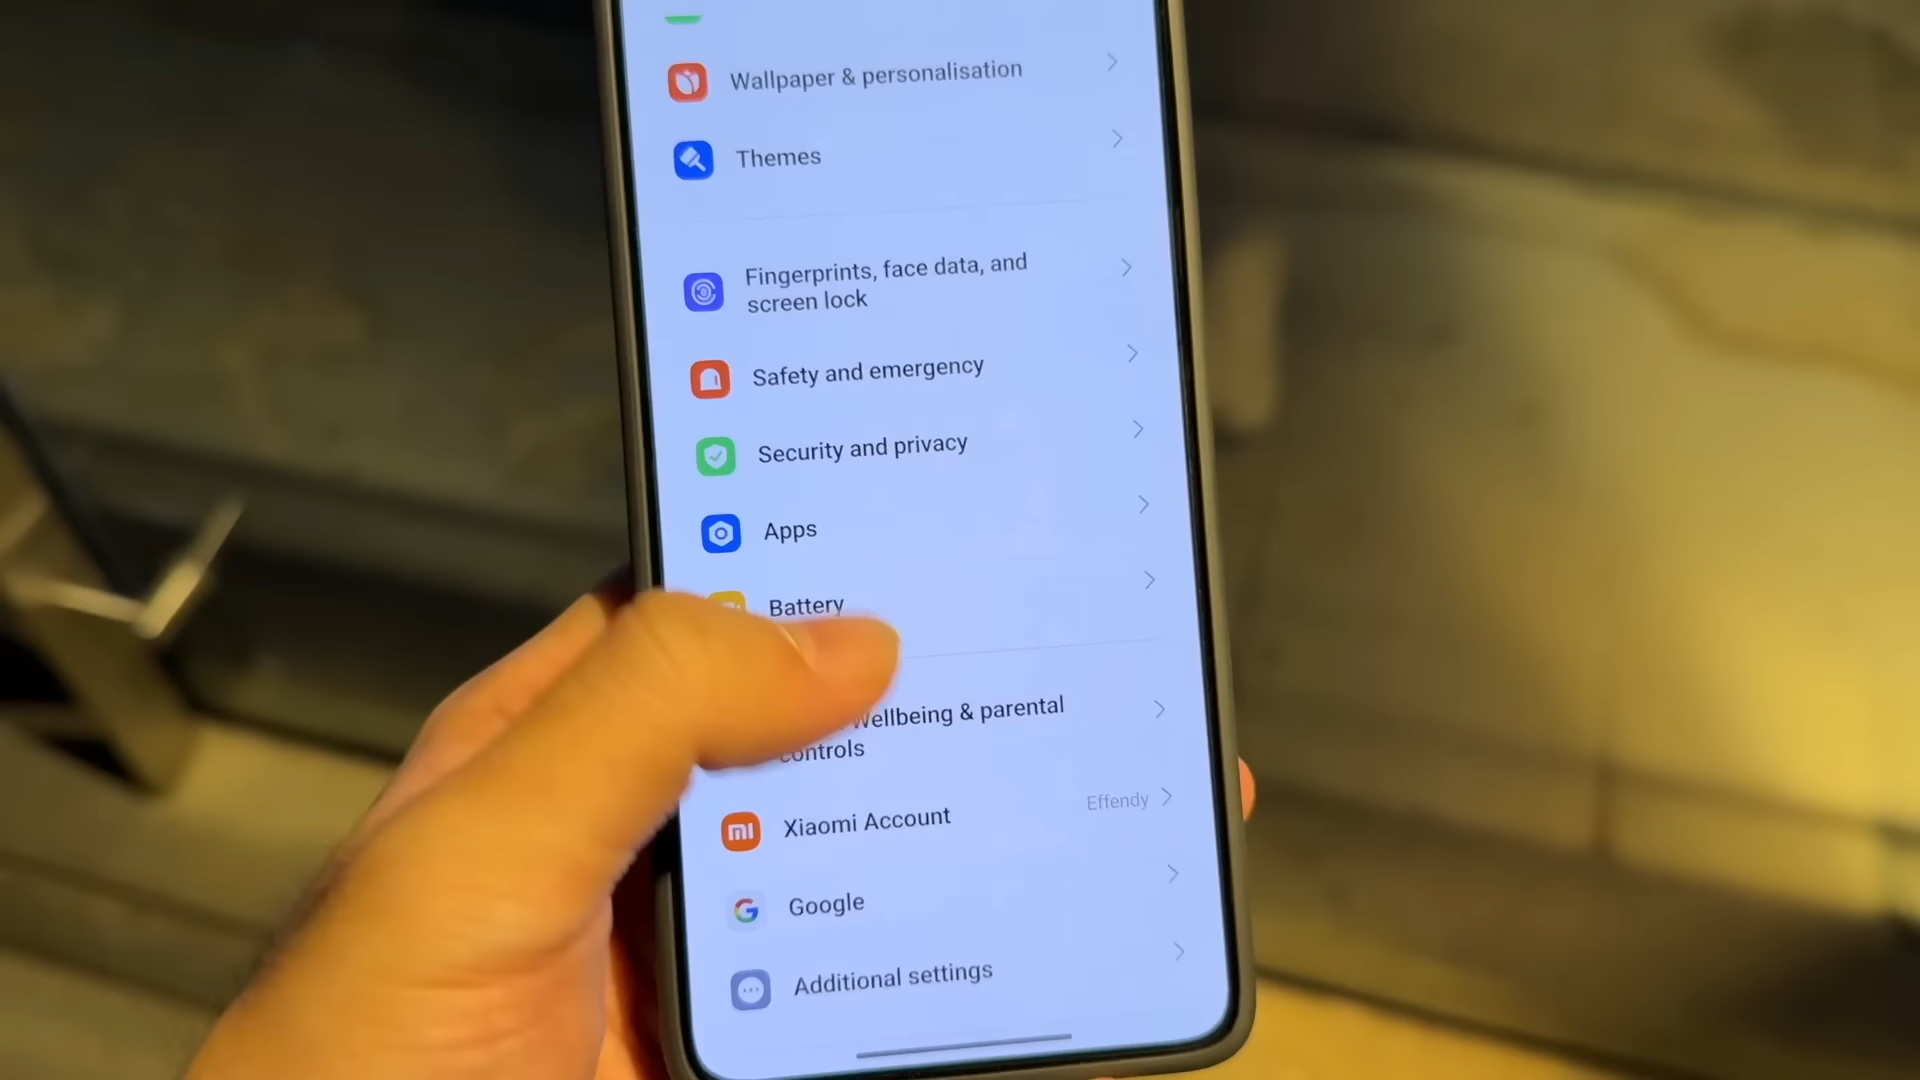 Wallpaper & personalisation
Themes
Fingerprints, face data, and
screen lock
Safety and emergency
Security and privacy
Apps
Battery
Wellbeing & parental
controls
Xiaomi Account
Effendy
Google
Additional settings